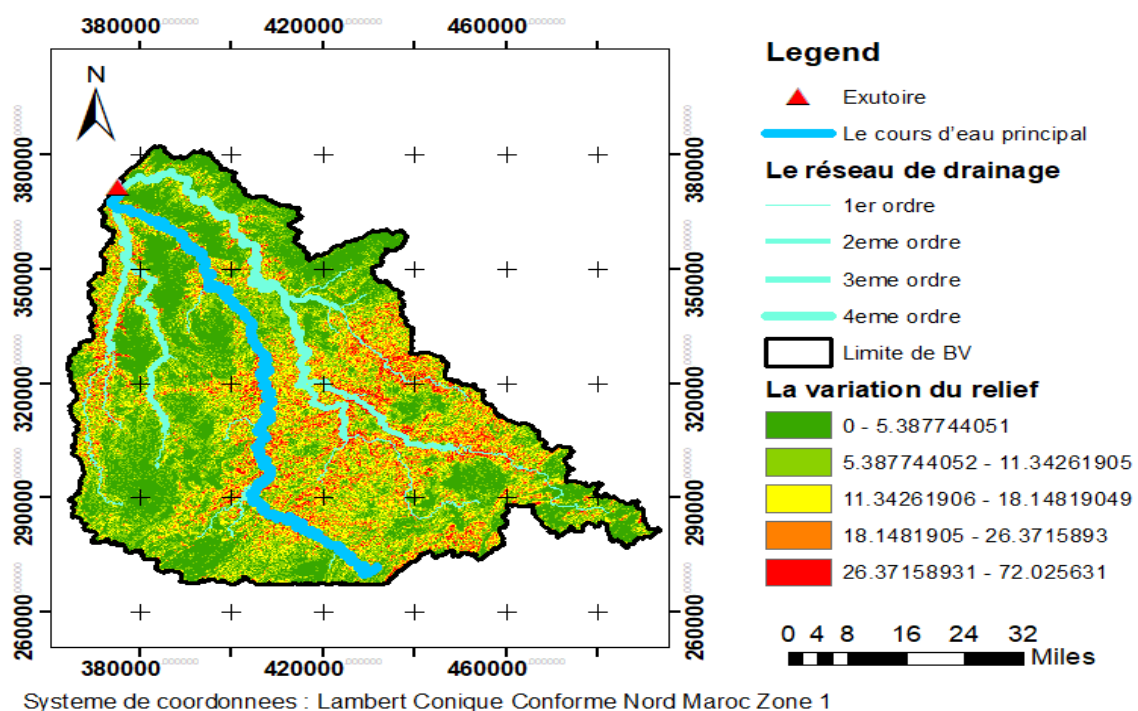 380000 420000 460000
N
380000
350000
320000
290000
260000
380000
350000
320000
290000
260000
380000 420000 460000
Legend
Exutoire
Le cours d'eau principal
Le réseau de drainage
1er ordre
2eme ordre
3eme ordre
4eme ordre
Limite de BV
La variation du relief
0 - 5.387744051
5.387744052 - 11.34261905
11.34261906 - 18.14819049
18.1481905 - 26.3715893
26.37158931 - 72.025631
0 4 8 16 24 32
Miles
Systeme de coordonnees : Lambert Conique Conforme Nord Maroc Zone 1